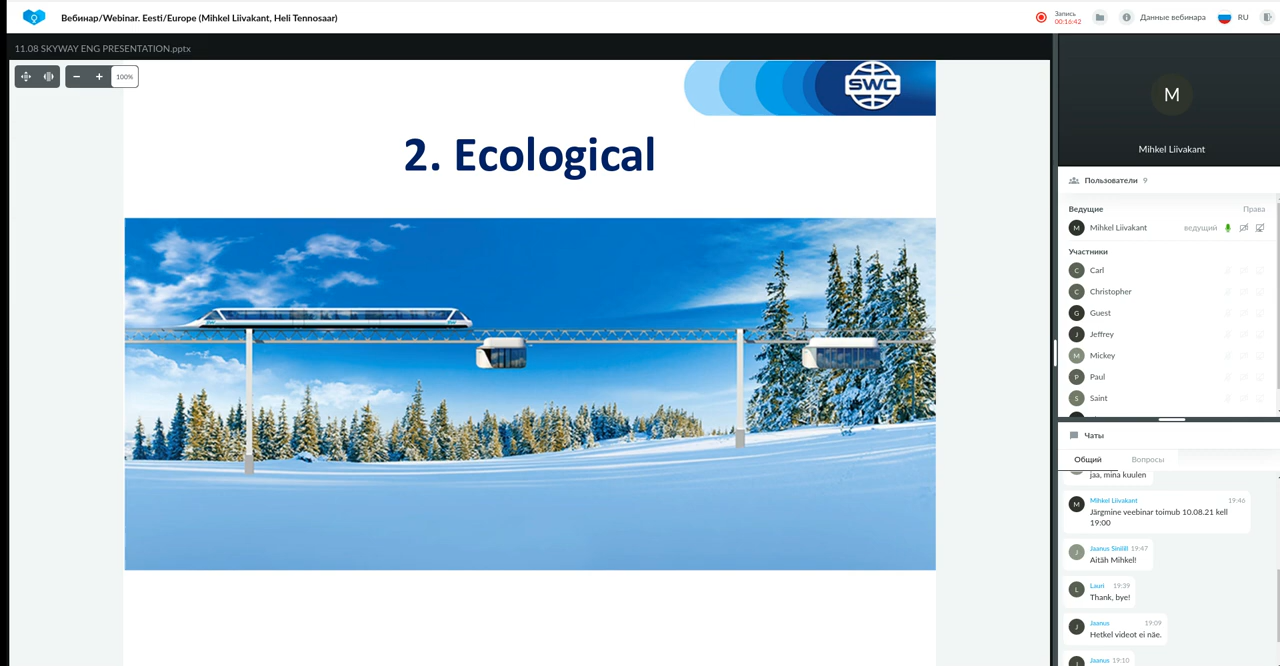 Вебинар/Webinar. Eesti/Europe (Mihkel Liivakant, Heli Tennosaar)
Запись
00:16:42
Данные вебинара
RU
11.08 SKYWAY ENG PRESENTATION.pptx
100%
SWC
2. Ecological
M
Mihkel Liivakant
Пользователи 9
Ведущие Права
M Mihkel Liivakant ведущий
Участники
C Carl
C Christopher
G Guest
J Jeffrey
M Mickey
P Paul
S Saint
Чаты
Общий Вопросы
jaa, mina kuulen
M Mihkel Liivakant 19:46
Järgmine veebinar toimub 10.08.21 kell
19:00
J Jaanus Siniväli 19:47
Aitäh Mihkel!
L Lauri 19:39
Thank, bye!
J Jaanus 19:09
Hetkel videot ei näe.
J Jaanus 19:10